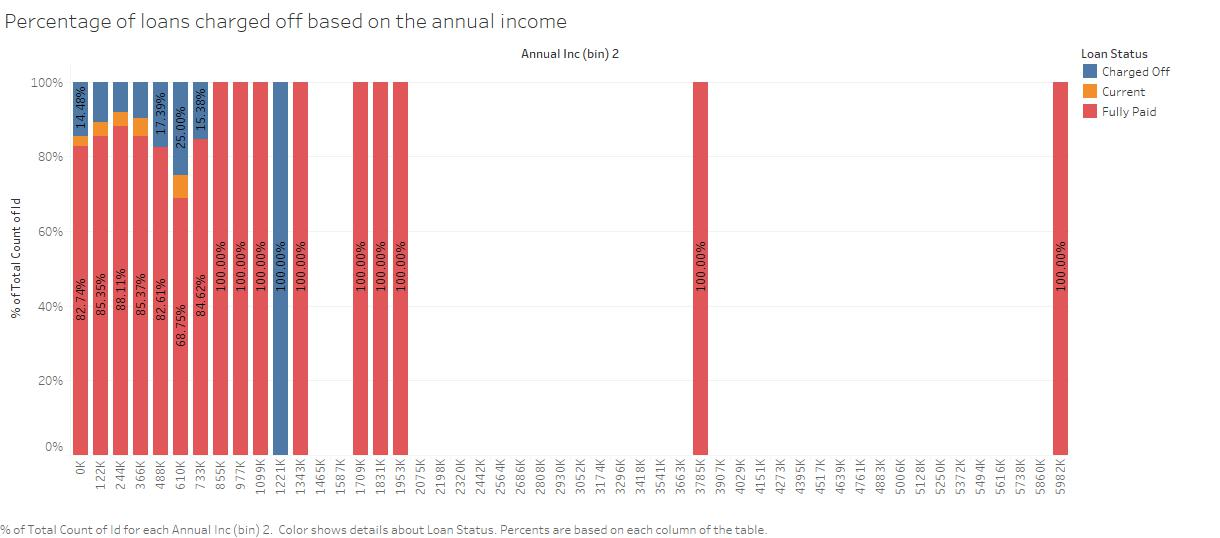 Percentage of loans charged off based on the annual income
Annual Inc (bin) 2
Loan Status
Charged Off
Current
Fully Paid
% of Total Count of Id
100%
80%
60%
40%
20%
0%
14.48%
17.39%
25.00%
15.38%
82.74%
85.35%
88.11%
85.37%
82.61%
68.75%
84.62%
100.00%
100.00%
100.00%
100.00%
100.00%
100.00%
100.00%
100.00%
100.00%
100.00%
0K
122K
244K
366K
488K
610K
733K
855K
977K
1099K
1221K
1343K
1465K
1587K
1709K
1831K
1953K
2075K
2198K
2320K
2442K
2564K
2686K
2808K
2930K
3052K
3174K
3296K
3418K
3541K
3663K
3785K
3907K
4029K
4151K
4273K
4395K
4517K
4639K
4761K
4883K
5006K
5128K
5250K
5372K
5494K
5616K
5738K
5860K
5982K
% of Total Count of Id for each Annual Inc (bin) 2.  Color shows details about Loan Status. Percents are based on each column of the table.